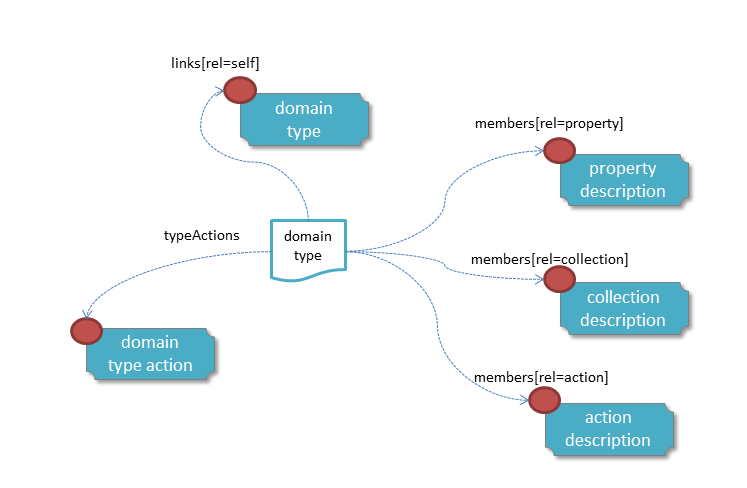 links[rel=self]
domain
type
members[rel=property]
property
description
typeActions
domain
type
members[rel=collection]
collection
description
domain
type action
members[rel=action]
action
description